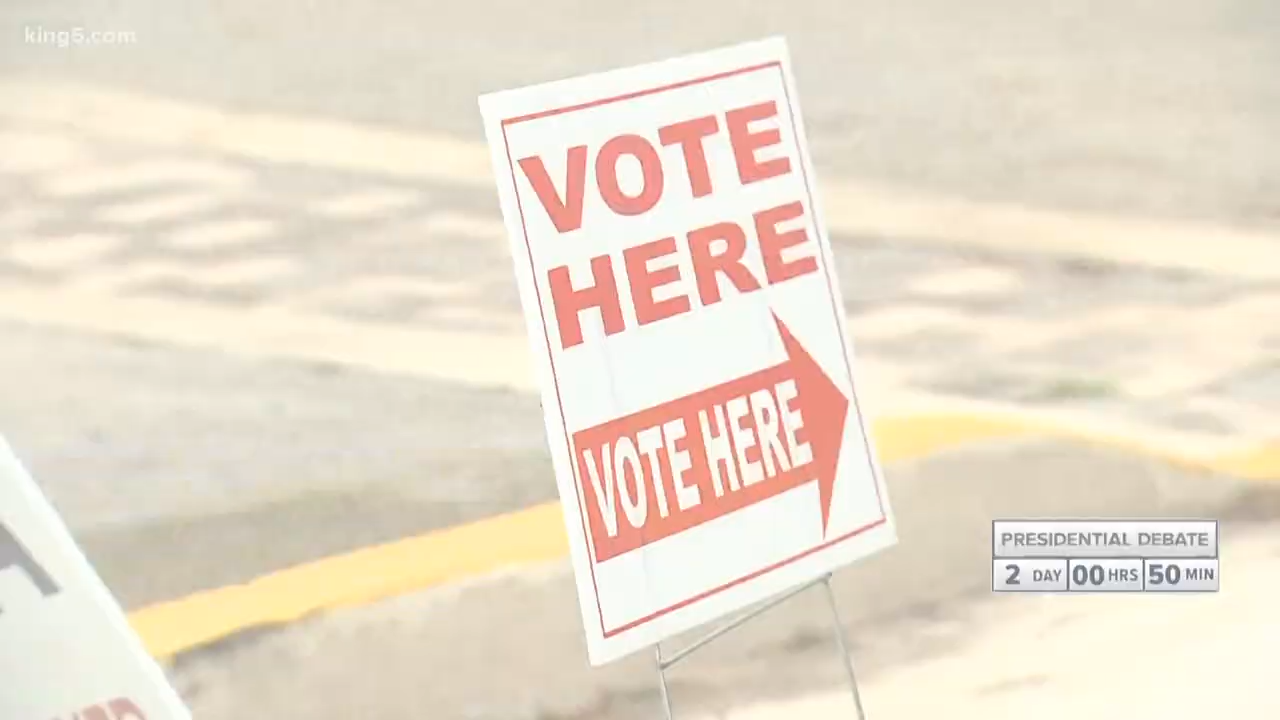 king5.com
VOTE
HERE
VOTE HERE
PRESIDENTIAL DEBATE
2 DAY 00 HRS 50 MIN